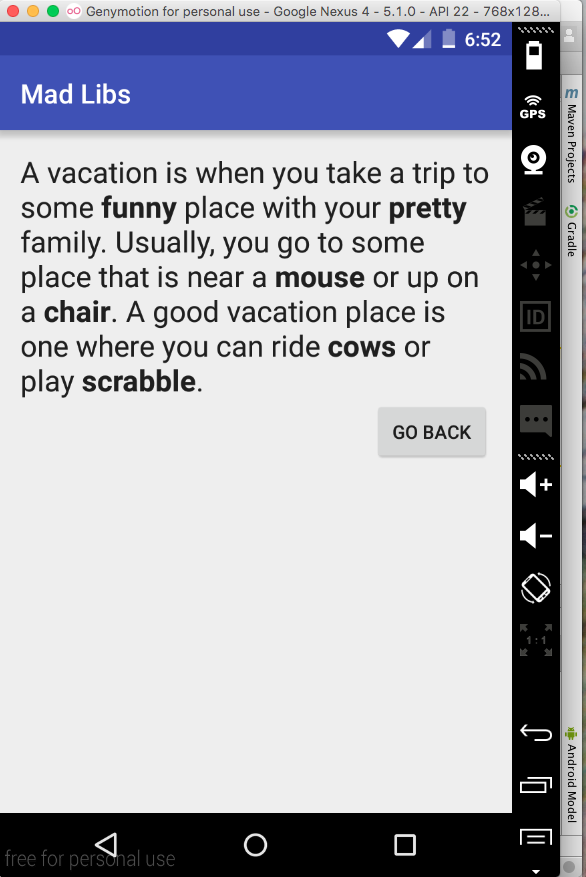 Genymotion for personal use - Google Nexus 4 - 5.1.0 - API 22 - 768x128...
6:52
Mad Libs
A vacation is when you take a trip to
some funny place with your pretty
family. Usually, you go to some
place that is near a mouse or up on
a chair. A good vacation place is
one where you can ride cows or
play scrabble.
GO BACK
free for personal use
GPS
ID
1:1
m
Maven Projects
Gradle
Android Model